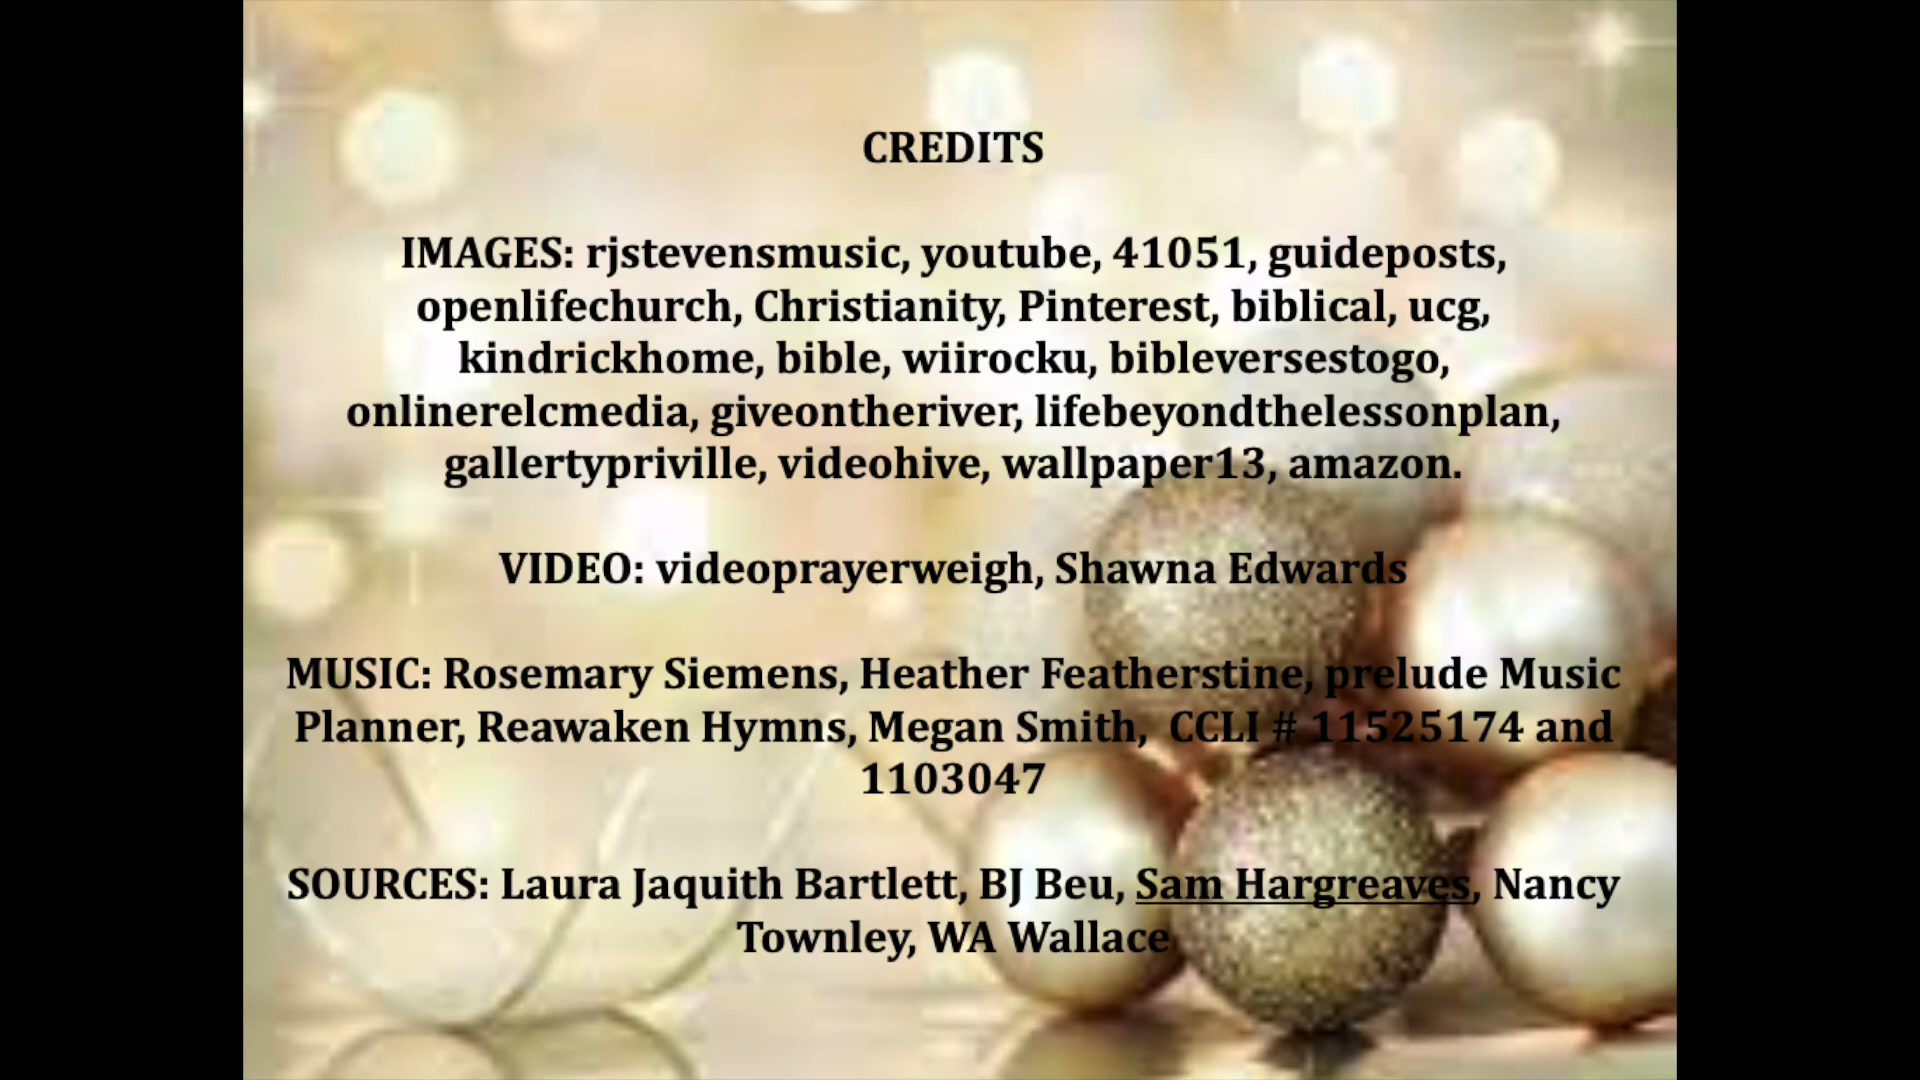 CREDITS
IMAGES: rjstevensmusic, youtube, 41051, guideposts,
openlifechurch, Christianity, Pinterest, biblical, ucg,
kindrickhome, bible, wiirocku, bibleversestogo,
onlinerelcmedia, giveontheriver, lifebeyondthelessonplan,
gallertypriville, videohive, wallpaper13, amazon.
VIDEO: videoprayerweigh, Shawna Edwards
MUSIC: Rosemary Siemens, Heather Featherstine, prelude Music
Planner, Reawaken Hymns, Megan Smith,  CCLI # 11525174 and
1103047
SOURCES: Laura Jaquith Bartlett, BJ Beu, Sam Hargreaves, Nancy
Townley, WA Wallace